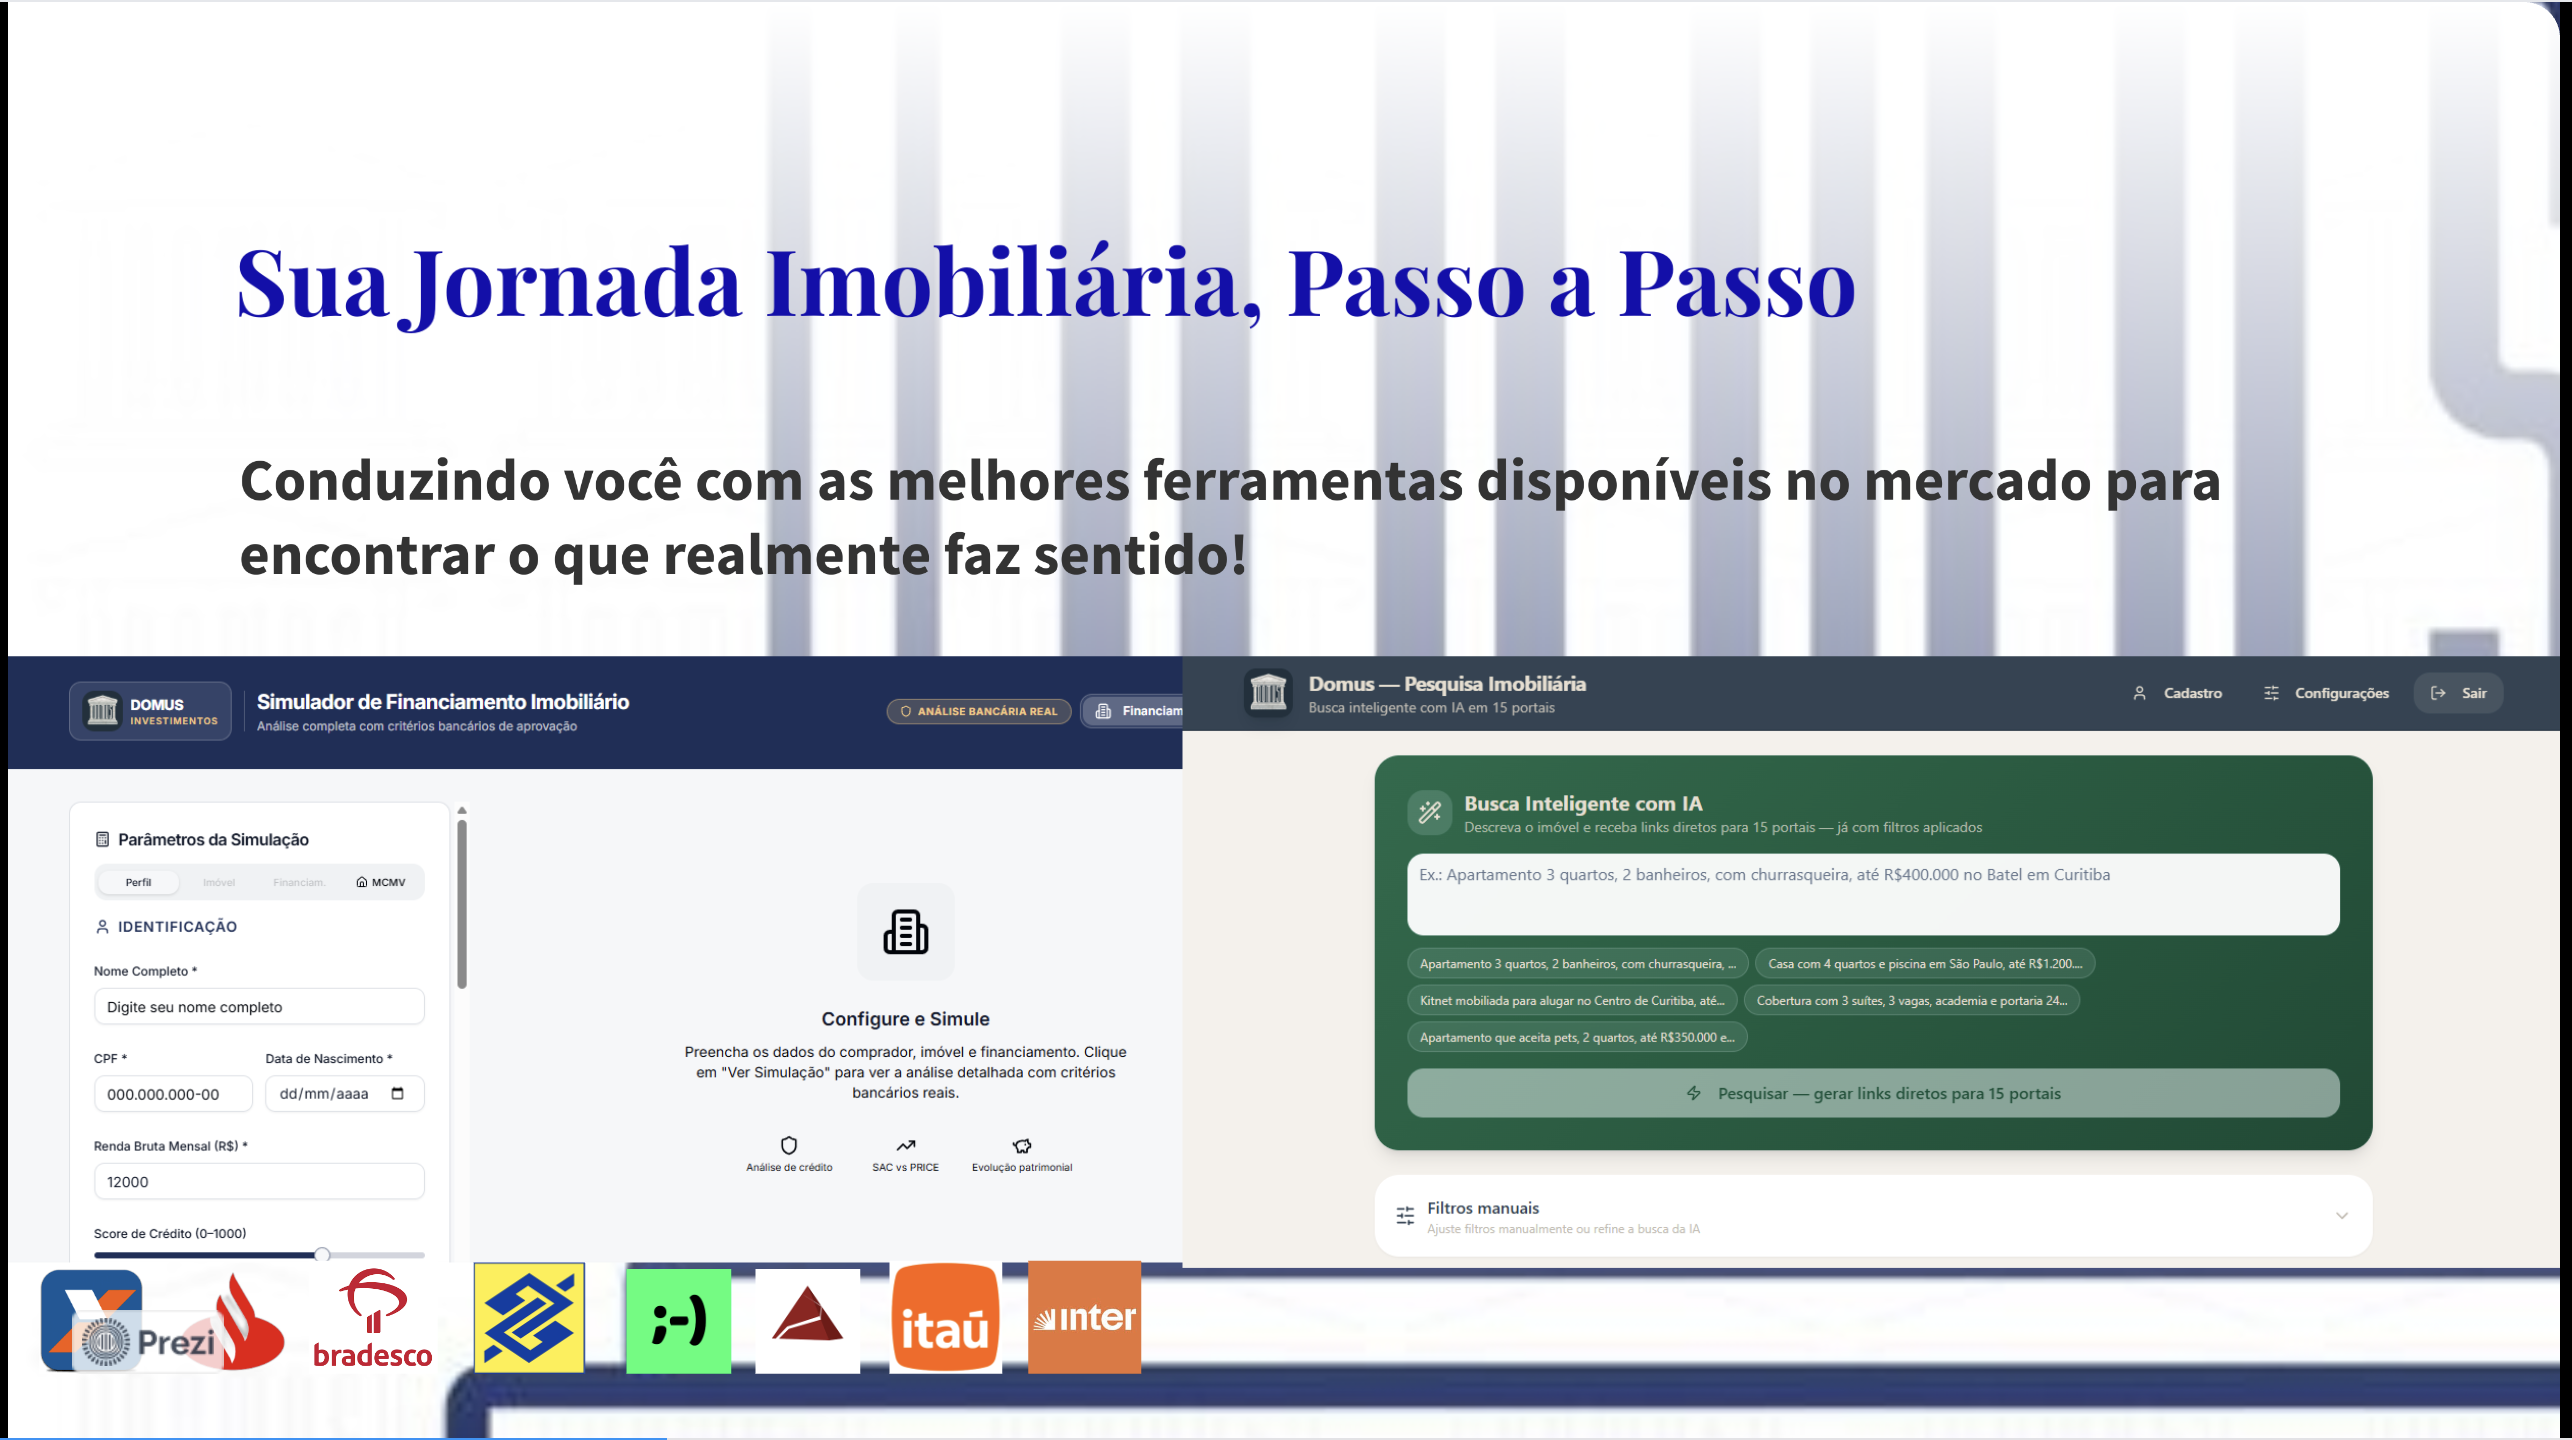 Sua Jornada Imobiliária, Passo a Passo
Conduzindo você com as melhores ferramentas disponíveis no mercado para
encontrar o que realmente faz sentido!
DOMUS
INVESTIMENTOS
Simulador de Financiamento Imobiliário
Análise completa com critérios bancários de aprovação
ANÁLISE BANCÁRIA REAL
Financiam
Parâmetros da Simulação
Perfil
Imóvel
Financiam.
MCMV
IDENTIFICAÇÃO
Nome Completo *
Digite seu nome completo
CPF *
Data de Nascimento *
000.000.000-00
dd/mm/aaaa
Renda Bruta Mensal (R$) *
12000
Score de Crédito (0–1000)
Configure e Simule
Preencha os dados do comprador, imóvel e financiamento. Clique
em "Ver Simulação" para ver a análise detalhada com critérios
bancários reais.
Análise de crédito
SAC vs PRICE
Evolução patrimonial
Domus — Pesquisa Imobiliária
Busca inteligente com IA em 15 portais
Cadastro
Configurações
Sair
Busca Inteligente com IA
Descreva o imóvel e receba links diretos para 15 portais — já com filtros aplicados
Ex.: Apartamento 3 quartos, 2 banheiros, com churrasqueira, até R$400.000 no Batel em Curitiba
Apartamento 3 quartos, 2 banheiros, com churrasqueira, ...
Casa com 4 quartos e piscina em São Paulo, até R$1.200....
Kitnet mobiliada para alugar no Centro de Curitiba, até...
Cobertura com 3 suítes, 3 vagas, academia e portaria 24...
Apartamento que aceita pets, 2 quartos, até R$350.000 e...
Pesquisar — gerar links diretos para 15 portais
Filtros manuais
Ajuste filtros manualmente ou refine a busca da IA
Prezi
bradesco
;-)
itaú
inter